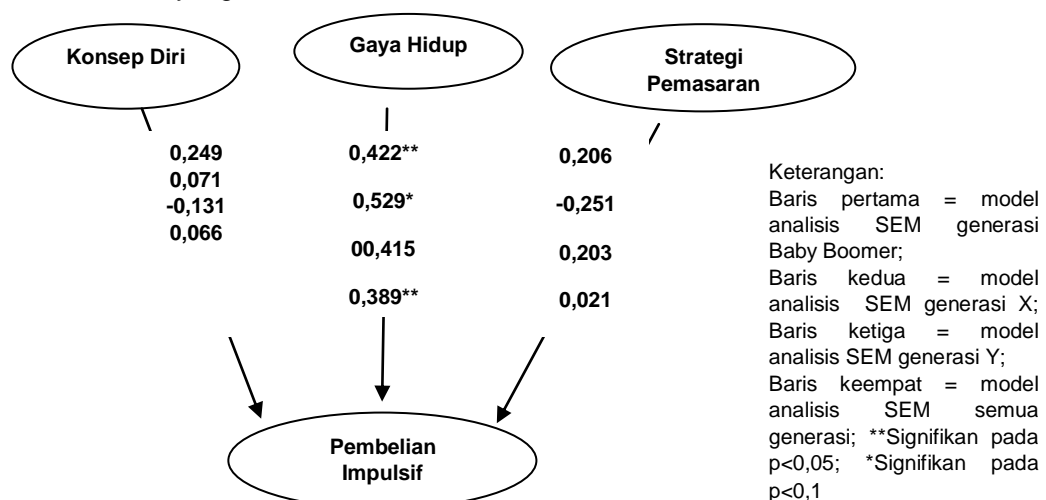 Konsep Diri
Gaya Hidup
Strategi
Pemasaran
0,249
0,071
-0,131
0,066
0,422**
0,529*
00,415
0,389**
0,206
-0,251
0,203
0,021
Keterangan:
Baris pertama = model
analisis SEM generasi
Baby Boomer;
Baris kedua = model
analisis SEM generasi X;
Baris ketiga = model
analisis SEM generasi Y;
Baris keempat = model
analisis SEM semua
generasi; **Signifikan pada
p<0,05; *Signifikan pada
p<0,1
Pembelian
Impulsif